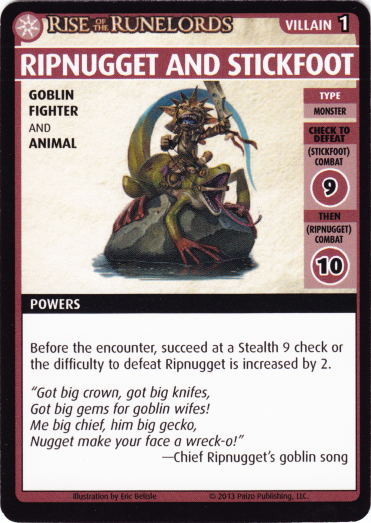 RISE OF THE RUNELORDS
VILLAIN 1
RIPNUGGET AND STICKFOOT
GOBLIN
FIGHTER
AND
ANIMAL
TYPE
MONSTER
CHECK TO
DEFEAT
(STICKFOOT)
COMBAT
9
THEN
(RIPNUGGET)
COMBAT
10
POWERS
Before the encounter, succeed at a Stealth 9 check or
the difficulty to defeat Ripnugget is increased by 2.
“Got big crown, got big knifes,
Got big gems for goblin wifes!
Me big chief, him big gecko,
Nugget make your face a wreck-o!”
—Chief Ripnugget’s goblin song
Illustration by Eric Belisle
© 2013 Paizo Publishing, LLC.